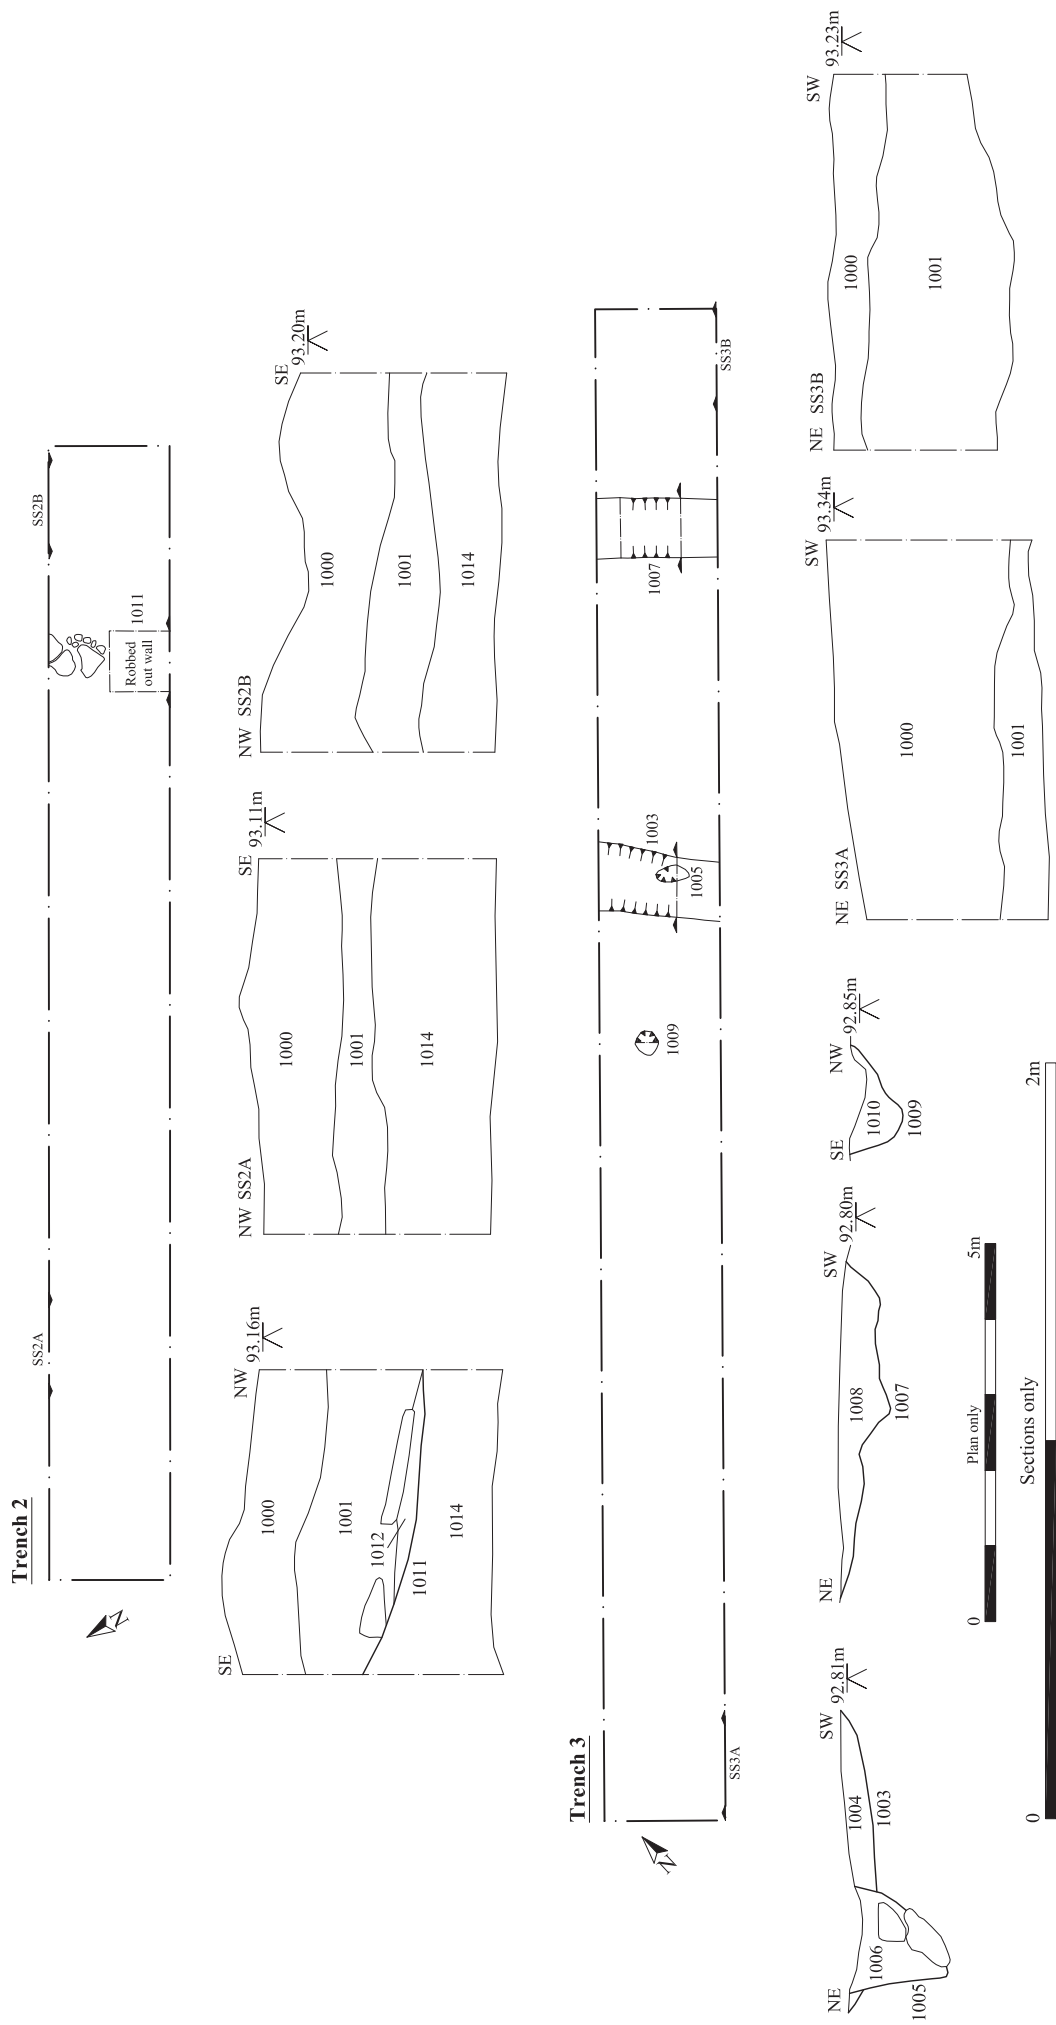 Trench 2
N
SS2A
SS2B
Robbed
out wall
1011
SE
NW
93.16m
1000
1001
1012
1011
1014
NW SS2A
SE
93.11m
1000
1001
1014
NW SS2B
SE
93.20m
1000
1001
1014
Trench 3
N
SS3A
1009
1005
1003
1007
SS3B
NE
SW
92.81m
1006
1004
1005
1003
NE
SW
92.80m
1008
1007
SE
NW
92.85m
1010
1009
NE SS3A
SW
93.34m
1000
1001
NE SS3B
SW
93.23m
1000
1001
0
Plan only
5m
0
Sections only
2m